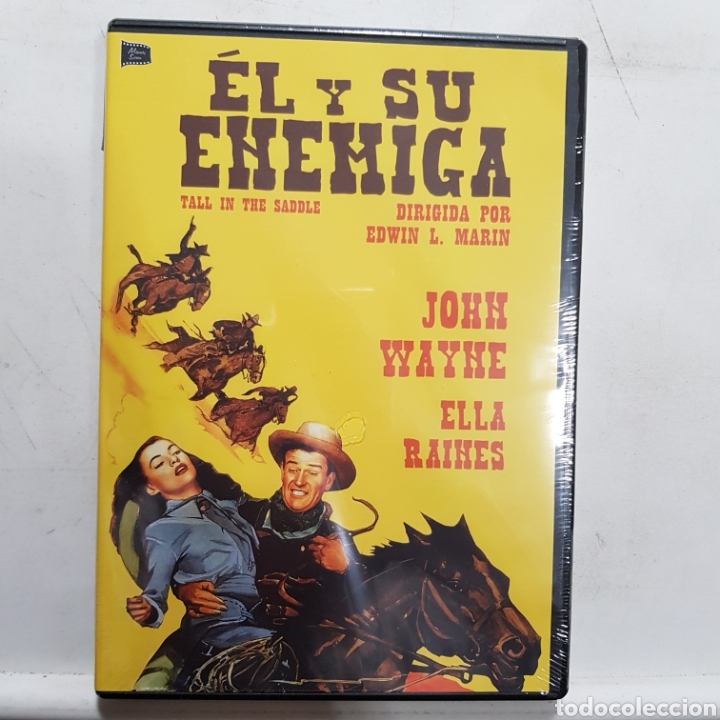 ÉL Y SU
ENEMIGA
TALL IN THE SADDLE
DIRIGIDA POR
EDWIN L. MARIN
JOHN
WAYNE
ELLA
RAINES
todocoleccion